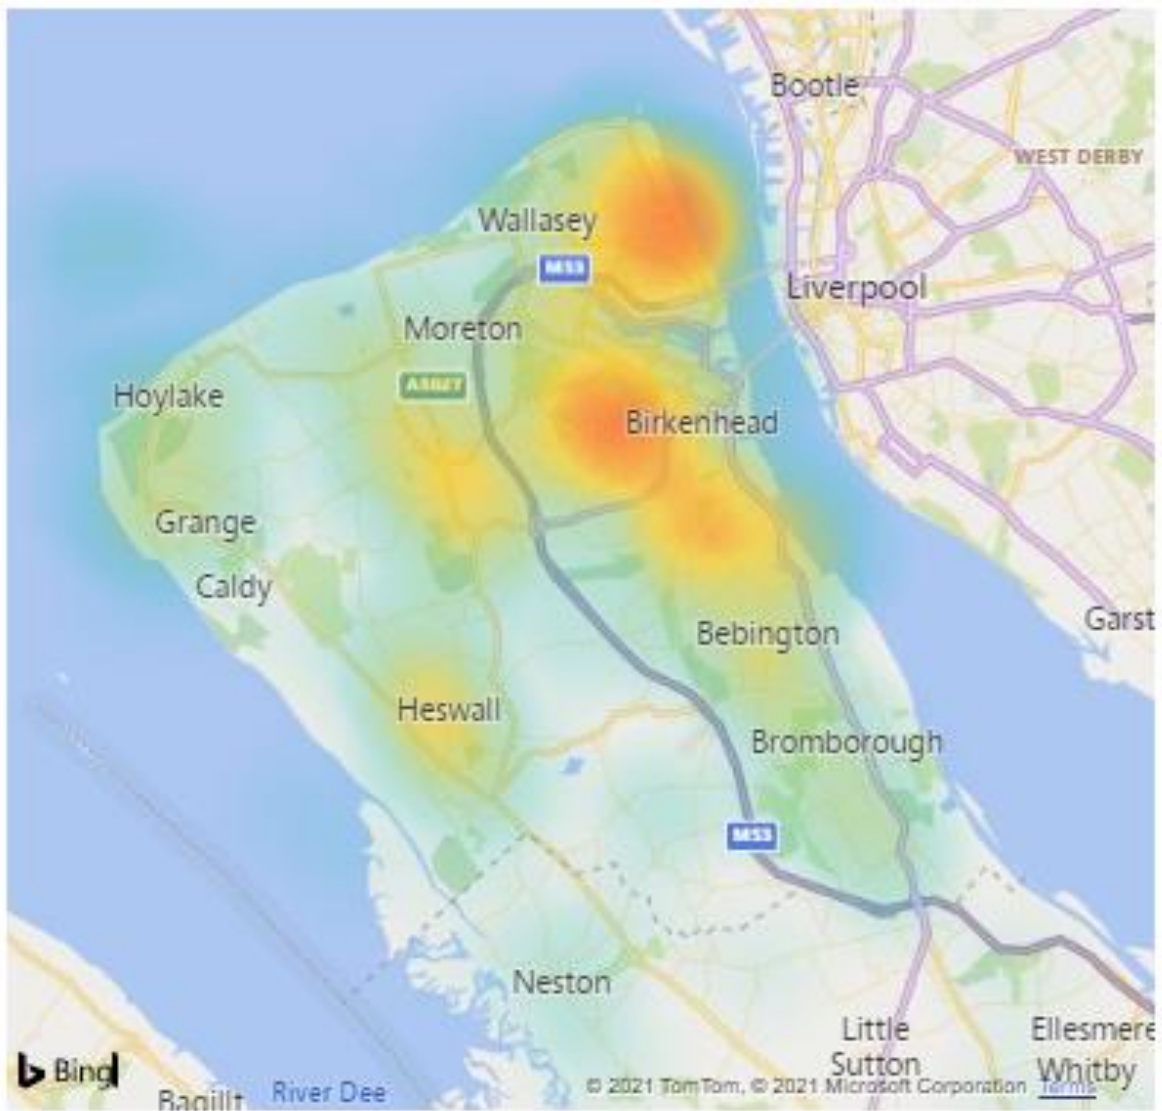 Bootle
WEST DERBY
Wallasey
M53
Liverpool
Moreton
Hoylake
Birkenhead
Grange
Caldy
Garst
Bebington
Heswall
Bromborough
M53
Neston
Little
Sutton
Ellesmere
Whitby
Bing
Bagillt
River Dee
© 2021 TomTom, © 2021 Microsoft Corporation Terms